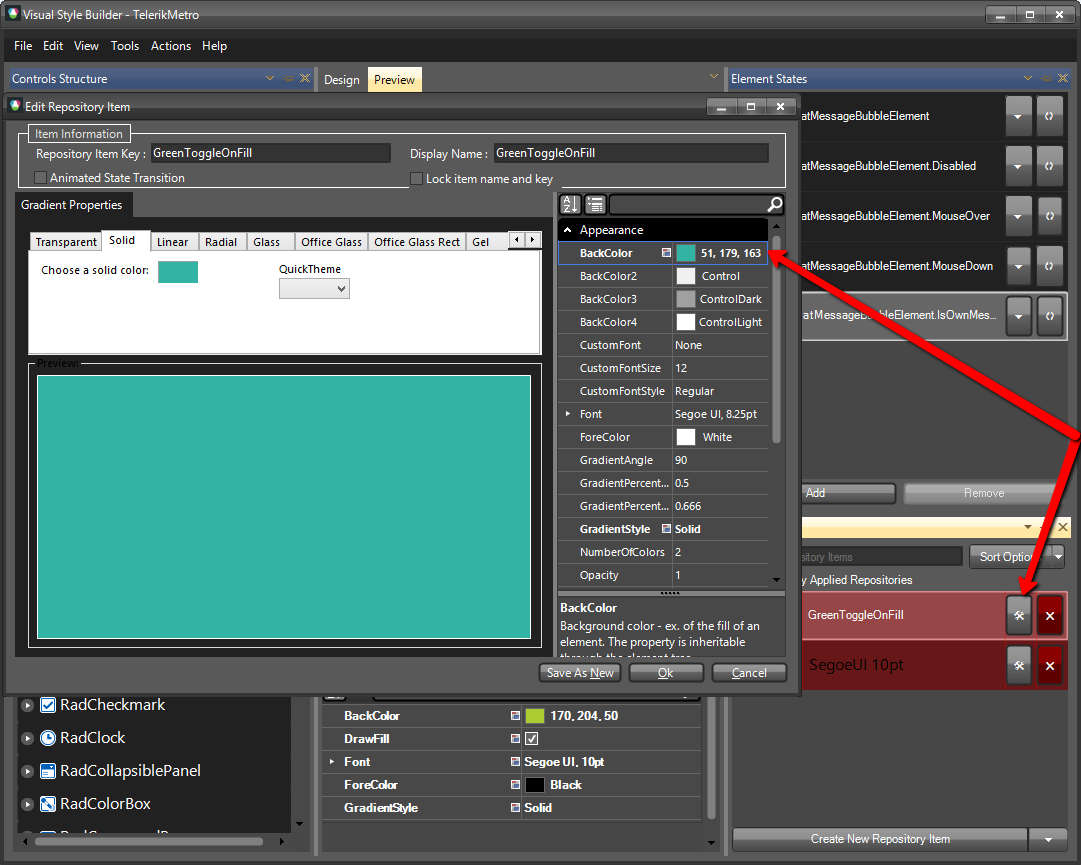 Visual Style Builder - TelerikMetro
File Edit View Tools Actions Help
Controls Structure
Design Preview
Element States
Edit Repository Item
Item Information
Repository Item Key : GreenToggleOnFill
Display Name : GreenToggleOnFill
Animated State Transition
Lock item name and key
Gradient Properties
Transparent Solid Linear Radial Glass Office Glass Office Glass Rect Gel
Choose a solid color:
QuickTheme
Preview:
Appearance
BackColor 51, 179, 163
BackColor2 Control
BackColor3 ControlDark
BackColor4 ControlLight
CustomFont None
CustomFontSize 12
CustomFontStyle Regular
Font Segoe UI, 8.25pt
ForeColor White
GradientAngle 90
GradientPercent... 0.5
GradientPercent... 0.666
GradientStyle Solid
NumberOfColors 2
Opacity 1
BackColor
Background color - ex. of the fill of an
element. The property is inheritable
through the element tree
Save As New Ok Cancel
atMessageBubbleElement
atMessageBubbleElement.Disabled
atMessageBubbleElement.MouseOver
atMessageBubbleElement.MouseDown
atMessageBubbleElement.IsOwnMes...
Add Remove
sitory Items
Sort Optio
y Applied Repositories
GreenToggleOnFill
SegoeUI 10pt
RadCheckmark
RadClock
RadCollapsiblePanel
RadColorBox
BackColor 170, 204, 50
DrawFill
Font Segoe UI, 10pt
ForeColor Black
GradientStyle Solid
Create New Repository Item